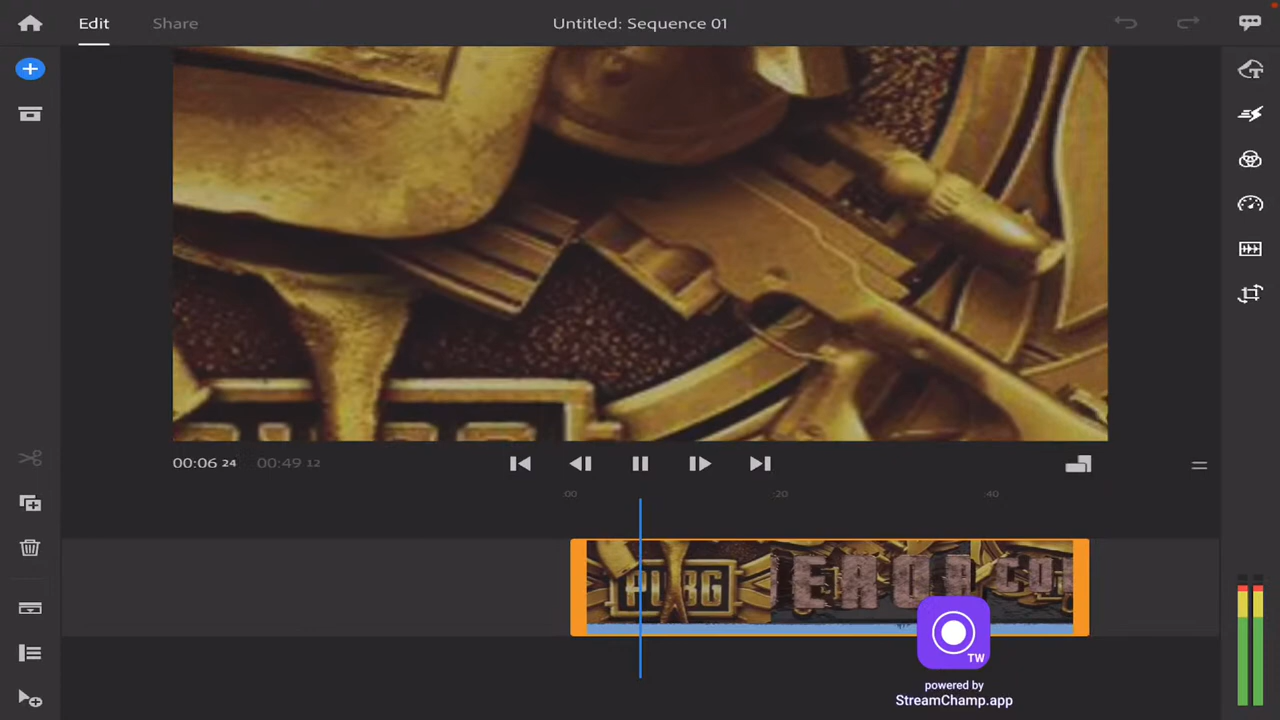 Edit
Share
Untitled: Sequence 01
00:06 24
00:49 12
:00
:20
:40
PUBG
TW
powered by
StreamChamp.app